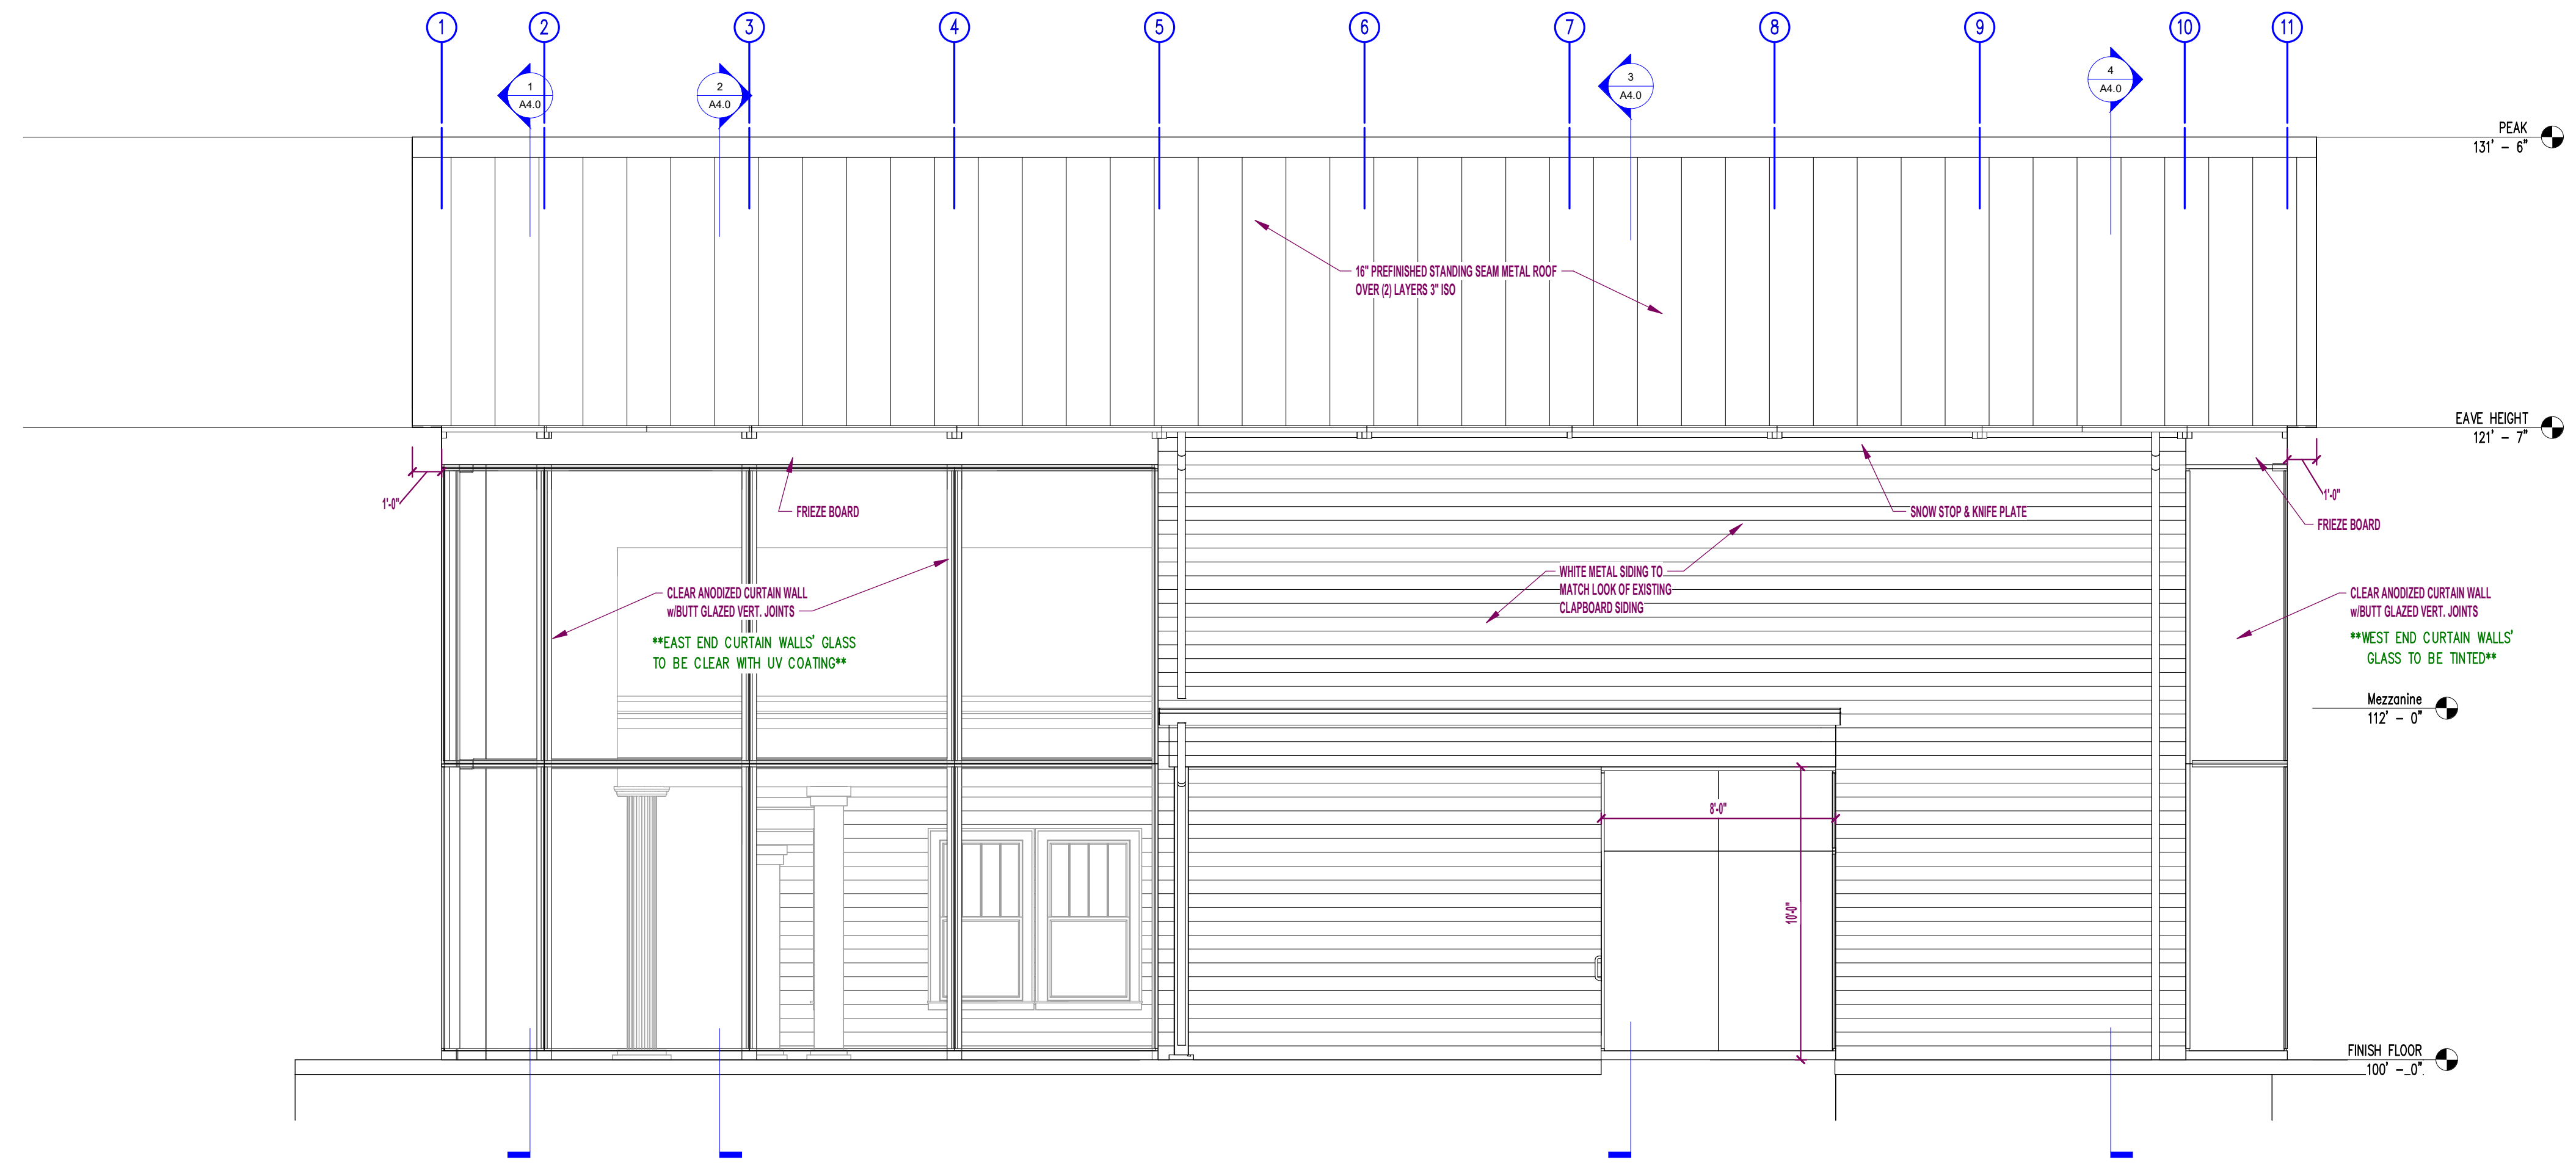 1 2 3 4 5 6 7 8 9 10 11
1
A4.0
2
A4.0
3
A4.0
4
A4.0
PEAK
131' - 6"
16" PREFINISHED STANDING SEAM METAL ROOF
OVER (2) LAYERS 3" ISO
EAVE HEIGHT
121' - 7"
1'-0"
FRIEZE BOARD
SNOW STOP & KNIFE PLATE
1'-0"
FRIEZE BOARD
CLEAR ANODIZED CURTAIN WALL
w/BUTT GLAZED VERT. JOINTS
**EAST END CURTAIN WALLS' GLASS
TO BE CLEAR WITH UV COATING**
WHITE METAL SIDING TO
MATCH LOOK OF EXISTING
CLAPBOARD SIDING
CLEAR ANODIZED CURTAIN WALL
w/BUTT GLAZED VERT. JOINTS
**WEST END CURTAIN WALLS'
GLASS TO BE TINTED**
Mezzanine
112' - 0"
8'-0"
10'-0"
FINISH FLOOR
100' - 0"